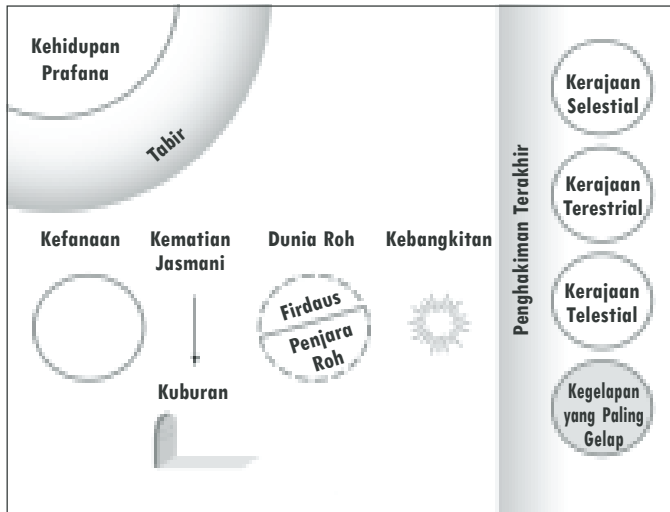 Kehidupan
Prafana
Tabir
Kefanaan
Kematian
Jasmani
Dunia Roh
Kebangkitan
Firdaus
Penjara
Roh
Kuburan
Penghakiman Terakhir
Kerajaan
Selestial
Kerajaan
Terestrial
Kerajaan
Telestial
Kegelapan
yang Paling
Gelap